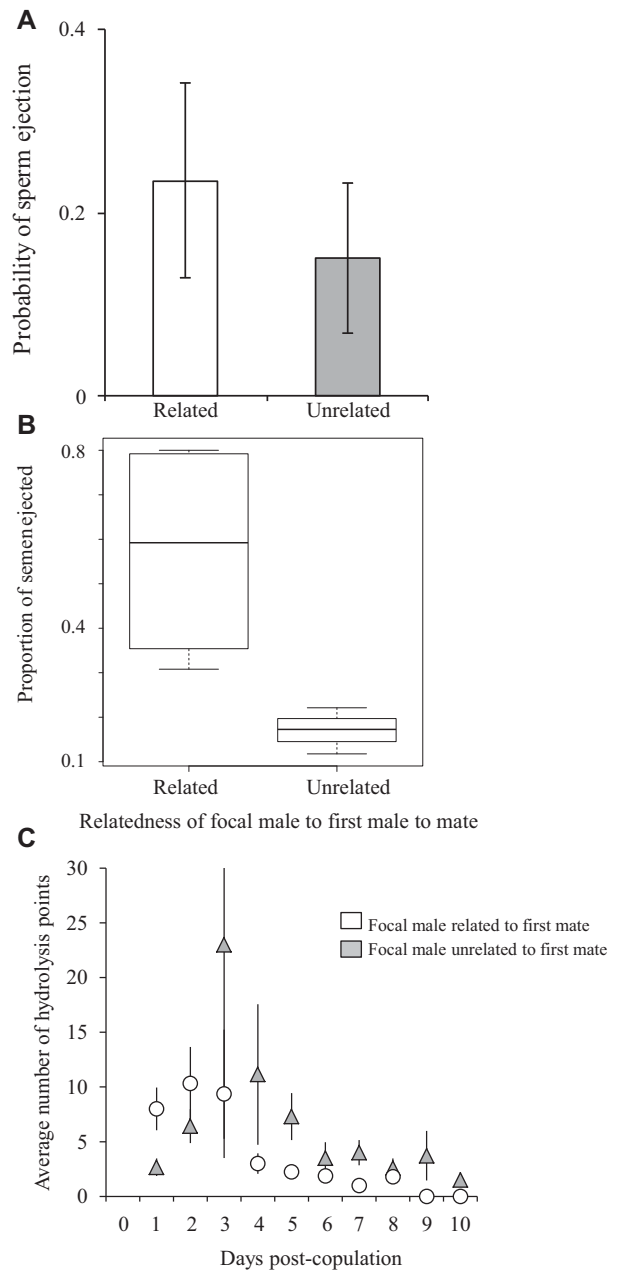 A
Probability of sperm ejection
0.4
0.2
0
Related Unrelated
B
Proportion of semen ejected
0.8
0.4
0.1
Related Unrelated
Relatedness of focal male to first male to mate
C
Average number of hydrolysis points
30
25
20
15
10
5
0
Focal male related to first mate
Focal male unrelated to first mate
0 1 2 3 4 5 6 7 8 9 10
Days post-copulation